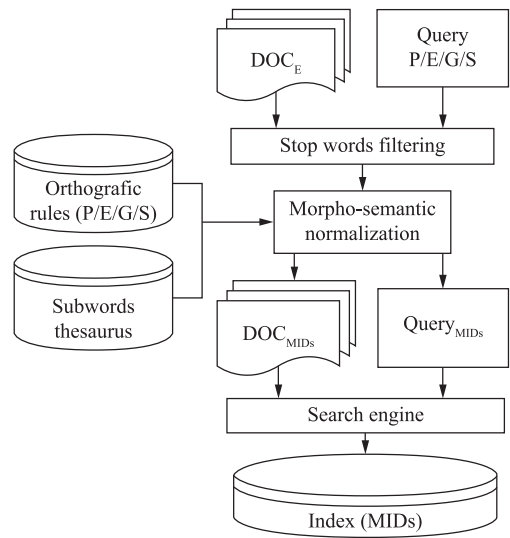 DOC_E
Query
P/E/G/S
Stop words filtering
Orthografic
rules (P/E/G/S)
Morpho-semantic
normalization
Subwords
thesaurus
DOC_MIDs
Query_MIDs
Search engine
Index (MIDs)